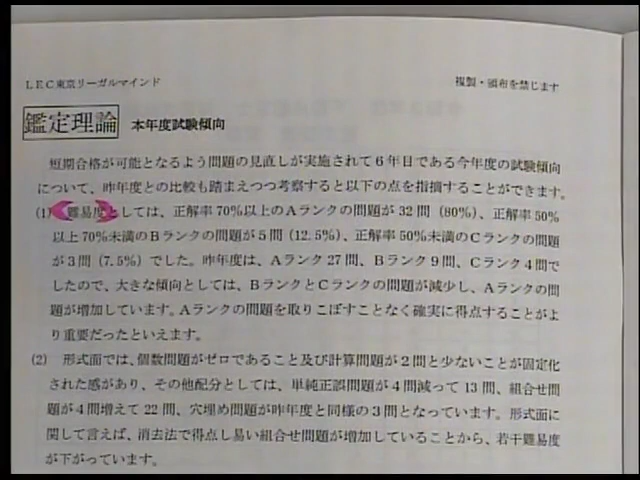 LEC東京リーガルマインド
複製・頒布を禁じます
鑑定理論 本年度試験傾向
短期合格が可能となるよう問題の見直しが実施されて6年目である今年度の試験傾向
について、昨年度との比較も踏まえつつ考察すると以下の点を指摘することができます。
(1) 難易度としては、正解率70%以上のAランクの問題が32問(80%)、正解率50%
以上70%未満のBランクの問題が5問(12.5%)、正解率50%未満のCランクの問題
が3問(7.5%)でした。昨年度は、Aランク27問、Bランク9問、Cランク4問で
したので、大きな傾向としては、BランクとCランクの問題が減少し、Aランクの問
題が増加しています。Aランクの問題を取りこぼすことなく確実に得点することがよ
り重要だったといえます。
(2) 形式面では、個数問題がゼロであること及び計算問題が2問と少ないことが固定化
された感があり、その他配分としては、単純正誤問題が4問減って13問、組合せ問
題が4問増えて22問、穴埋め問題が昨年度と同様の3問となっています。形式面に
関して言えば、消去法で得点し易い組合せ問題が増加していることから、若干難易度
が下がっています。